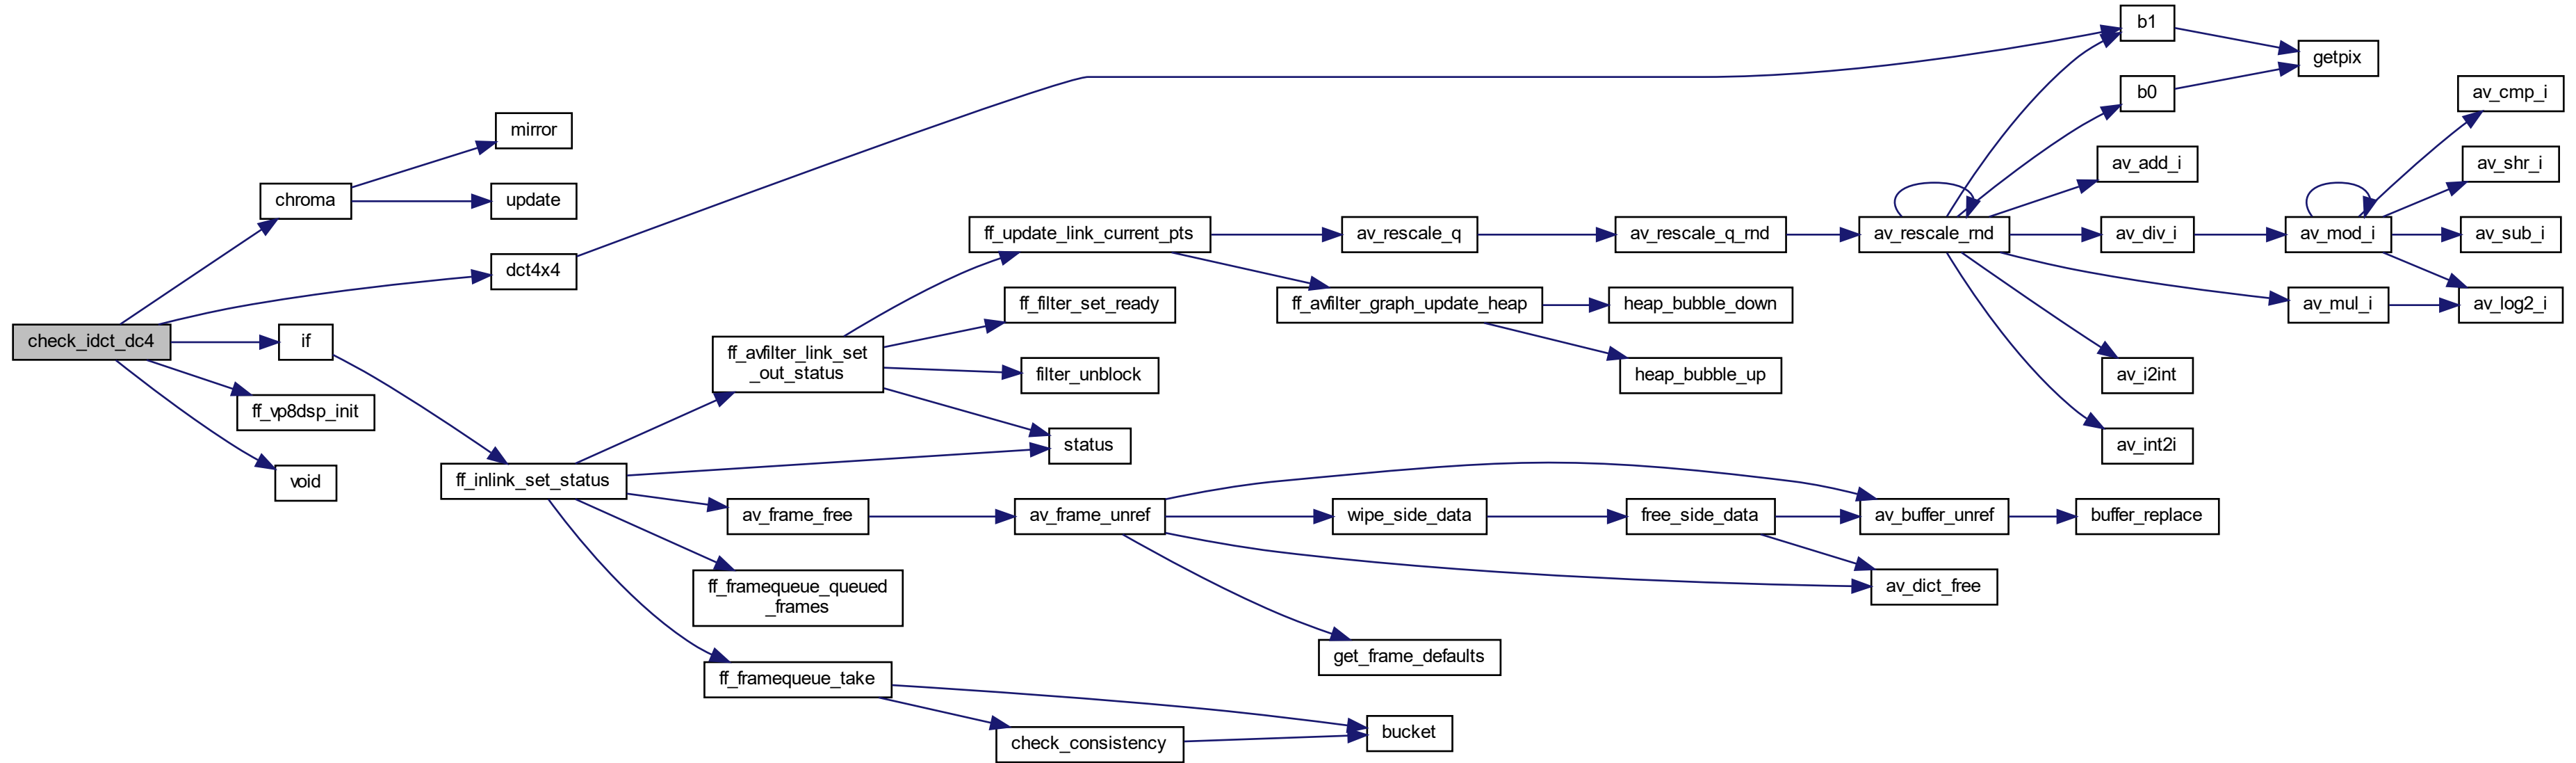 check_idct_dc4
chroma
mirror
update
dct4x4
if
ff_vp8dsp_init
void
ff_inlink_set_status
ff_avfilter_link_set
_out_status
ff_update_link_current_pts
ff_filter_set_ready
filter_unblock
status
av_frame_free
ff_framequeue_queued
_frames
ff_framequeue_take
check_consistency
bucket
av_frame_unref
wipe_side_data
free_side_data
av_buffer_unref
buffer_replace
av_dict_free
get_frame_defaults
av_rescale_q
ff_avfilter_graph_update_heap
heap_bubble_down
heap_bubble_up
av_rescale_q_rnd
av_rescale_rnd
b1
b0
getpix
av_add_i
av_div_i
av_mul_i
av_i2int
av_int2i
av_mod_i
av_cmp_i
av_shr_i
av_sub_i
av_log2_i